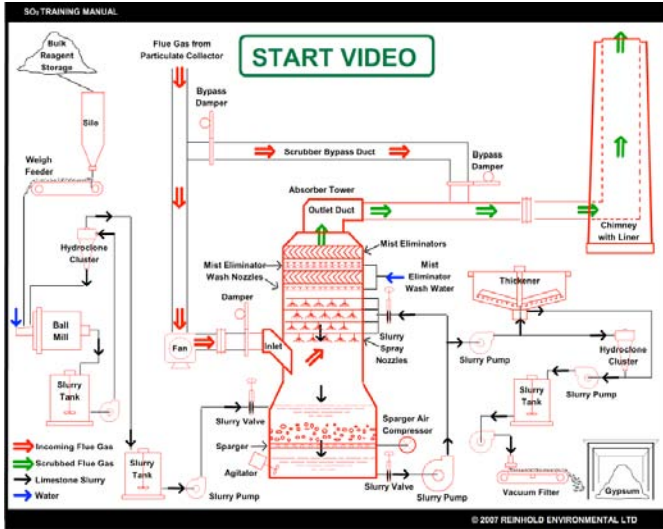 SO₂ TRAINING MANUAL
Bulk
Reagent
Storage
Flue Gas from
Particulate Collector
START VIDEO
Silo
Bypass
Damper
Weigh
Feeder
Scrubber Bypass Duct
Bypass
Damper
Absorber Tower
Outlet Duct
Chimney
with Liner
Hydroclone
Cluster
Mist Eliminators
Mist Eliminator
Wash Nozzles
Mist
Eliminator
Wash Water
Thickener
Damper
Ball
Mill
Fan
Inlet
Slurry
Spray
Nozzles
Slurry Pump
Hydroclone
Cluster
Slurry
Tank
Slurry Pump
Slurry
Tank
Slurry Valve
Sparger Air
Compressor
Sparger
Incoming Flue Gas
Scrubbed Flue Gas
Limestone Slurry
Water
Slurry
Tank
Agitator
Slurry Pump
Slurry Valve
Slurry Pump
Vacuum Filter
Gypsum
© 2007 REINHOLD ENVIRONMENTAL LTD